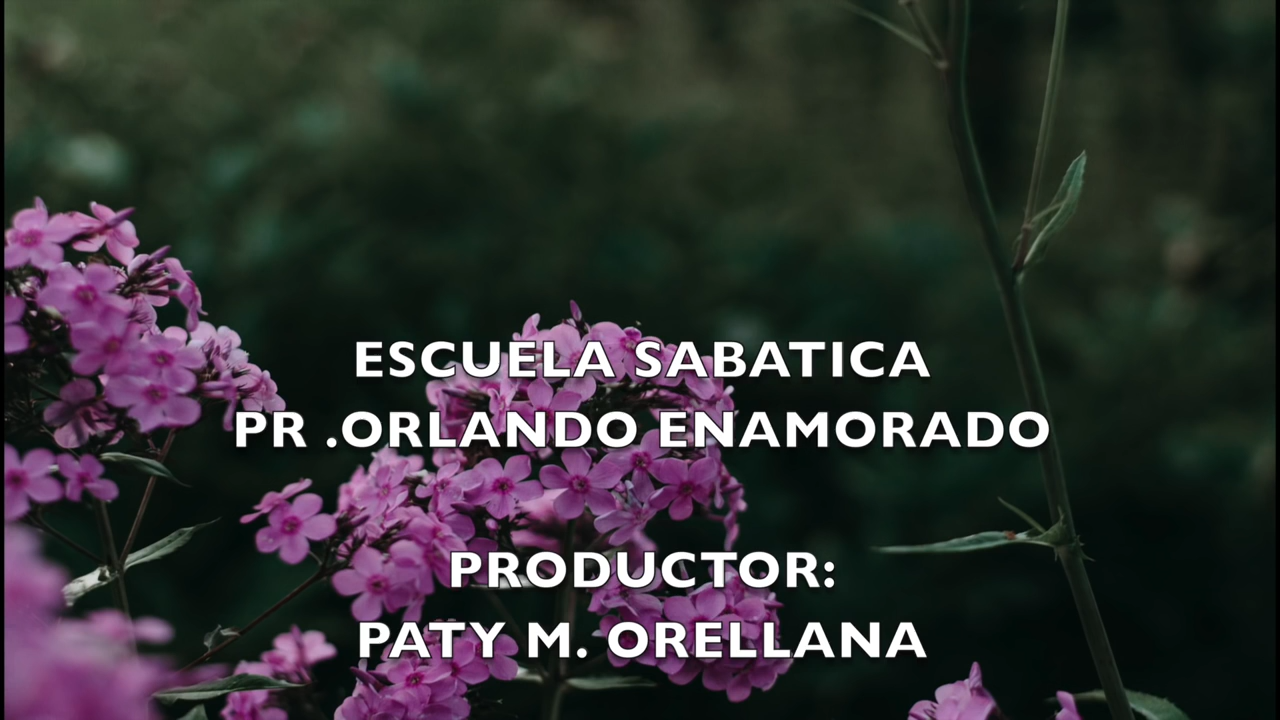 ESCUELA SABATICA
PR .ORLANDO ENAMORADO
PRODUCTOR:
PATY M. ORELLANA